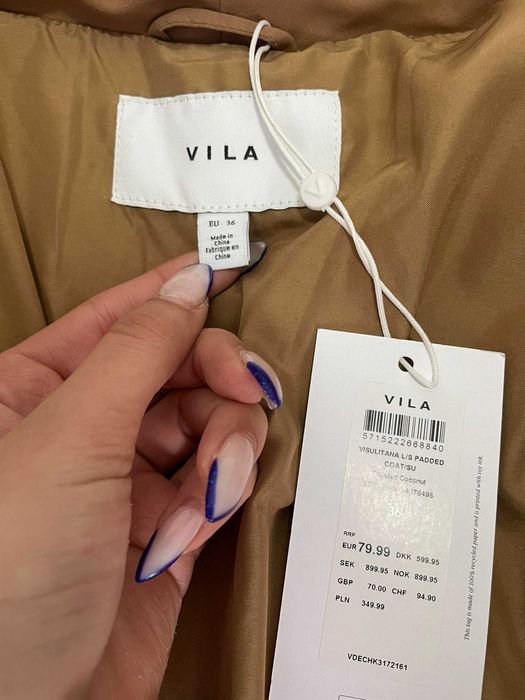 VILA
EU 36
Made in
China
Fabriqué en
Chine
V
VILA
5715222668840
VISULITANA L/S PADDED
COAT/SU
Coconut
36
RRP
EUR 79.99 DKK 599.95
SEK 899.95 NOK 899.95
GBP 70.00 CHF 94.90
PLN 349.99
VDECHK3172161
This tag is made of 100% recycled paper and is printed with soy ink.